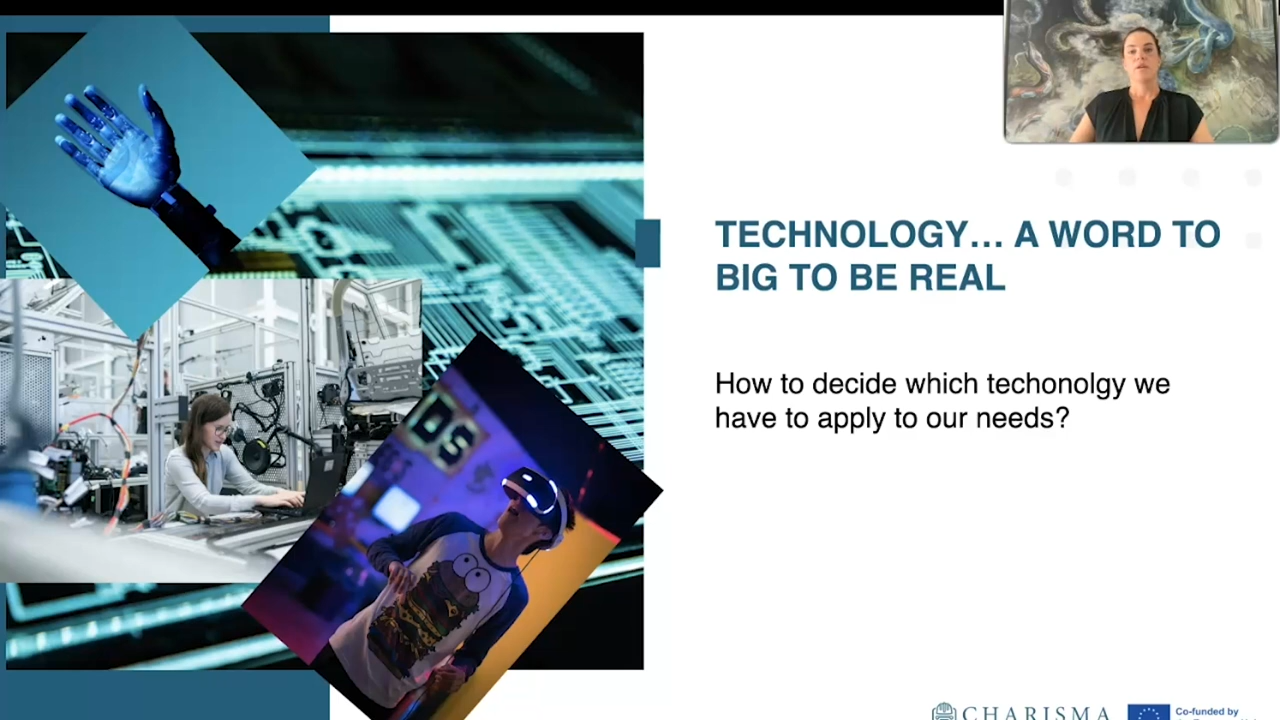 TECHNOLOGY... A WORD TO
BIG TO BE REAL
How to decide which techonolgy we
have to apply to our needs?
DS
CHARISMA
Co-funded by